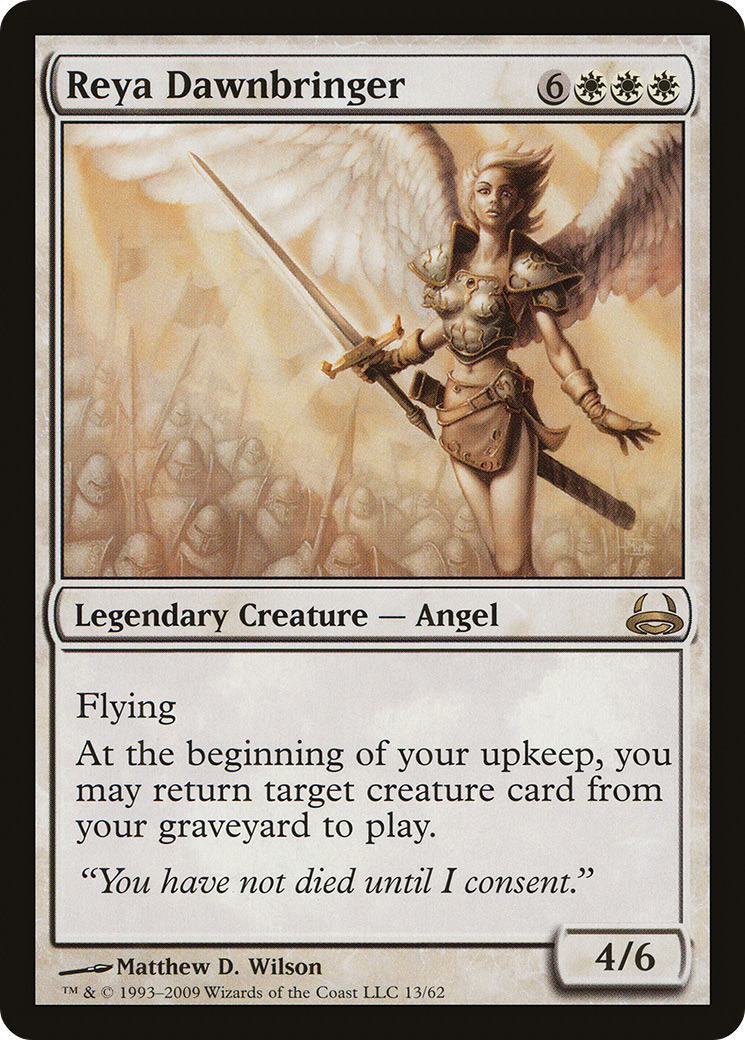 Reya Dawnbringer 6
Legendary Creature — Angel
Flying
At the beginning of your upkeep, you
may return target creature card from
your graveyard to play.
“You have not died until I consent.”
4/6
Matthew D. Wilson
™ & © 1993–2009 Wizards of the Coast LLC 13/62